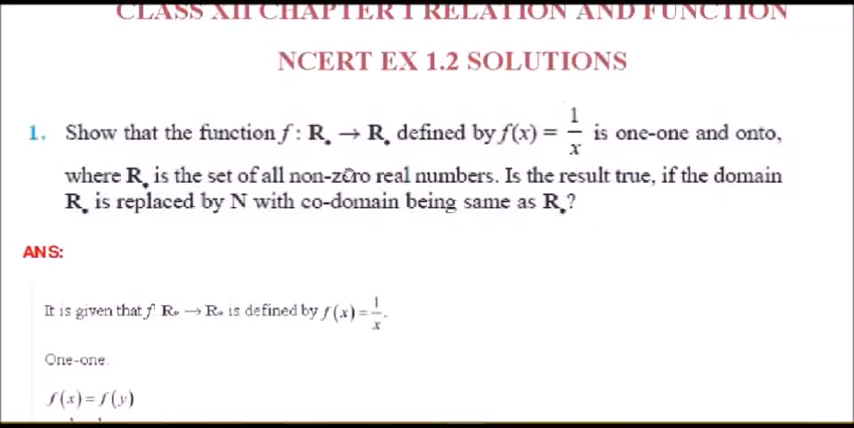 CLASS XII CHAPTER 1 RELATION AND FUNCTION
NCERT EX 1.2 SOLUTIONS
1. Show that the function f : R* → R* defined by f(x) = 1/x is one-one and onto,
where R* is the set of all non-zero real numbers. Is the result true, if the domain
R* is replaced by N with co-domain being same as R*?
ANS:
It is given that f: R* → R* is defined by f(x) = 1/x.
One-one.
f(x) = f(y)